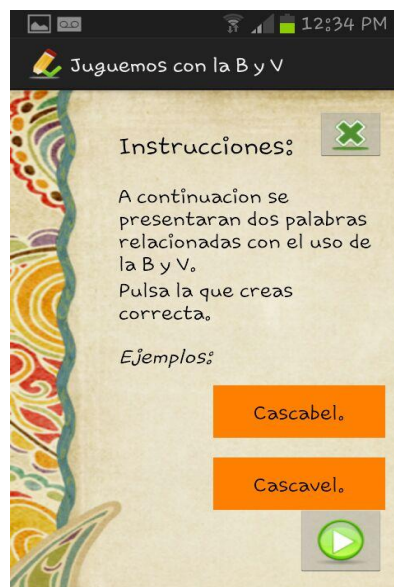 12:34 PM
Juguemos con la B y V
Instrucciones:
A continuacion se
presentaran dos palabras
relacionadas con el uso de
la B y V.
Pulsa la que creas
correcta.
Ejemplos:
Cascabel.
Cascavel.